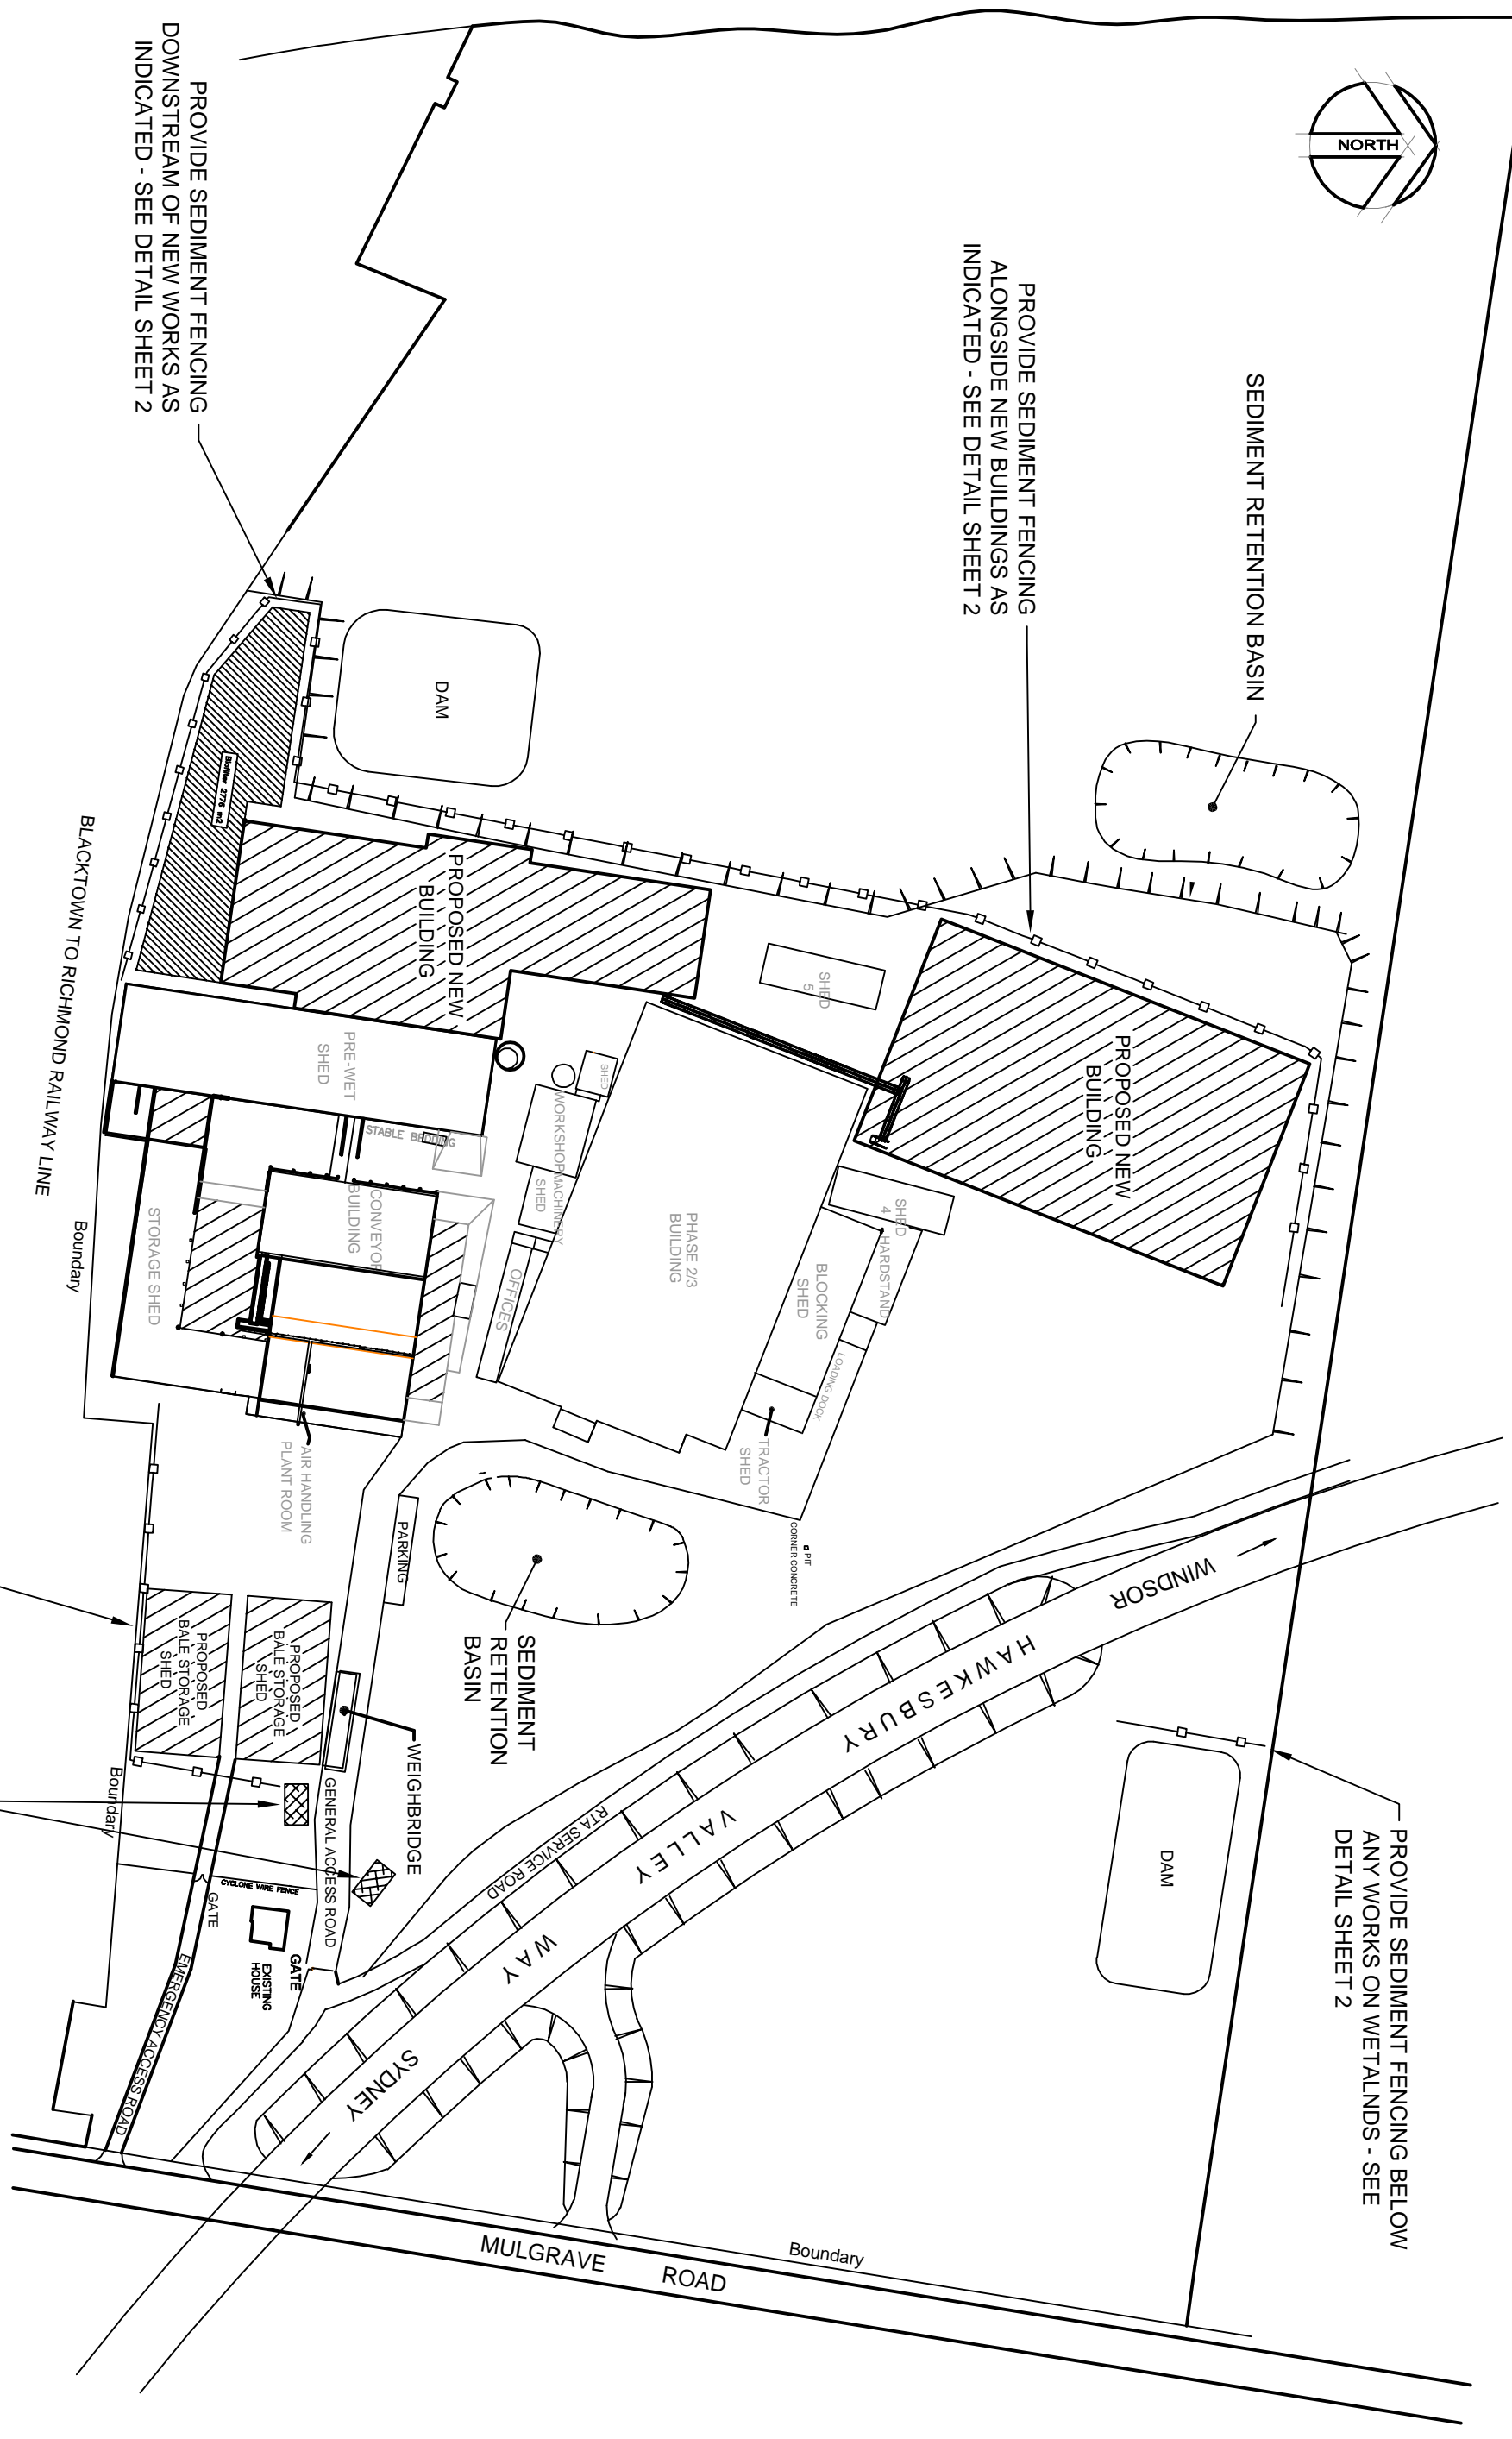 NORTH
PROVIDE SEDIMENT FENCING
DOWNSTREAM OF NEW WORKS AS
INDICATED - SEE DETAIL SHEET 2
PROVIDE SEDIMENT FENCING
ALONGSIDE NEW BUILDINGS AS
INDICATED - SEE DETAIL SHEET 2
SEDIMENT RETENTION BASIN
DAM
Biofilter 2776 m2
PROPOSED NEW
BUILDING
PROPOSED NEW
BUILDING
SHED
5
BLACKTOWN TO RICHMOND RAILWAY LINE
Boundary
PRE-WET
SHED
STABLE BEDDING
SHED
WORKSHOP
MACHINERY
SHED
CONVEYOR
BUILDING
STORAGE SHED
OFFICES
PHASE 2/3
BUILDING
SHED
4
HARDSTAND
BLOCKING
SHED
LOADING DOCK
TRACTOR
SHED
AIR HANDLING
PLANT ROOM
PARKING
PIT
CORNER CONCRETE
SEDIMENT
RETENTION
BASIN
PROPOSED
BALE STORAGE
SHED
PROPOSED
BALE STORAGE
SHED
WEIGHBRIDGE
GENERAL ACCESS ROAD
Boundary
CYCLONE WIRE FENCE
GATE
GATE
EXISTING
HOUSE
EMERGENCY ACCESS ROAD
RTA SERVICE ROAD
WINDSOR
HAWKESBURY
VALLEY
WAY
SYDNEY
DAM
PROVIDE SEDIMENT FENCING BELOW
ANY WORKS ON WETALNDS - SEE
DETAIL SHEET 2
Boundary
MULGRAVE ROAD